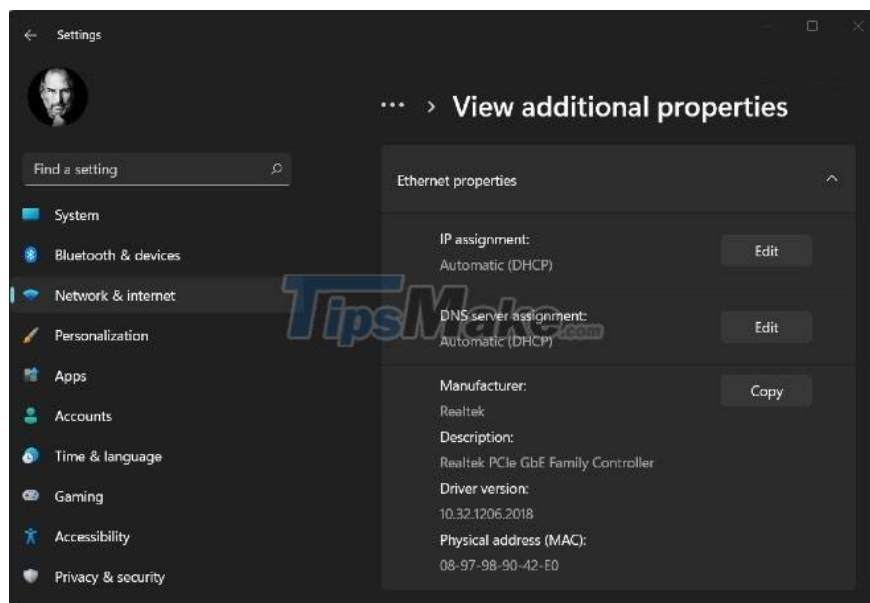 Settings
View additional properties
Find a setting
System
Bluetooth & devices
Network & internet
Personalization
Apps
Accounts
Time & language
Gaming
Accessibility
Privacy & security
Ethernet properties
IP assignment:
Automatic (DHCP)
Edit
DNS server assignment:
Automatic (DHCP)
Edit
TipsMake.com
Manufacturer:
Realtek
Copy
Description:
Realtek PCIe GbE Family Controller
Driver version:
10.32.1206.2018
Physical address (MAC):
08-97-98-90-42-E0